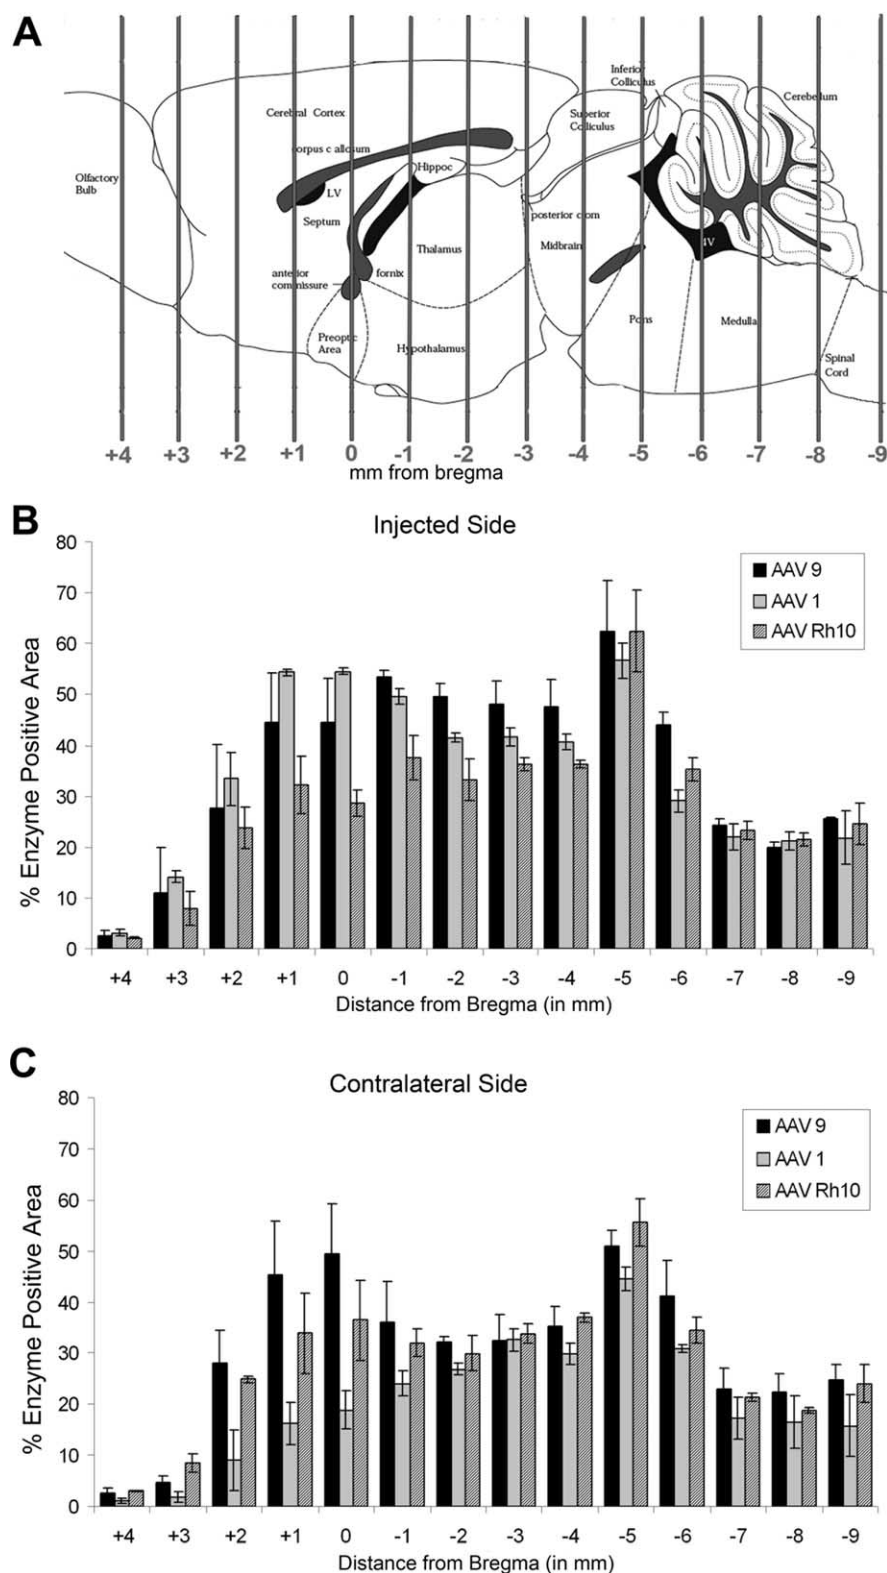 A
Inferior
Colliculus
Cerebellum
Superior
Colliculus
Cerebral Cortex
corpus c allosum
Hippoc
Olfactory
Bulb
LV
Septum
posterior com
Midbrain
IV
Thalamus
anterior
commissure
fornix
Pons
Medulla
Preoptic
Area
Hypothalamus
Spinal
Cord
+4 +3 +2 +1 0 -1 -2 -3 -4 -5 -6 -7 -8 -9
mm from bregma
B
Injected Side
80
70
60
50
40
30
20
10
0
% Enzyme Positive Area
AAV 9
AAV 1
AAV Rh10
+4 +3 +2 +1 0 -1 -2 -3 -4 -5 -6 -7 -8 -9
Distance from Bregma (in mm)
C
Contralateral Side
80
70
60
50
40
30
20
10
0
% Enzyme Positive Area
AAV 9
AAV 1
AAV Rh10
+4 +3 +2 +1 0 -1 -2 -3 -4 -5 -6 -7 -8 -9
Distance from Bregma (in mm)